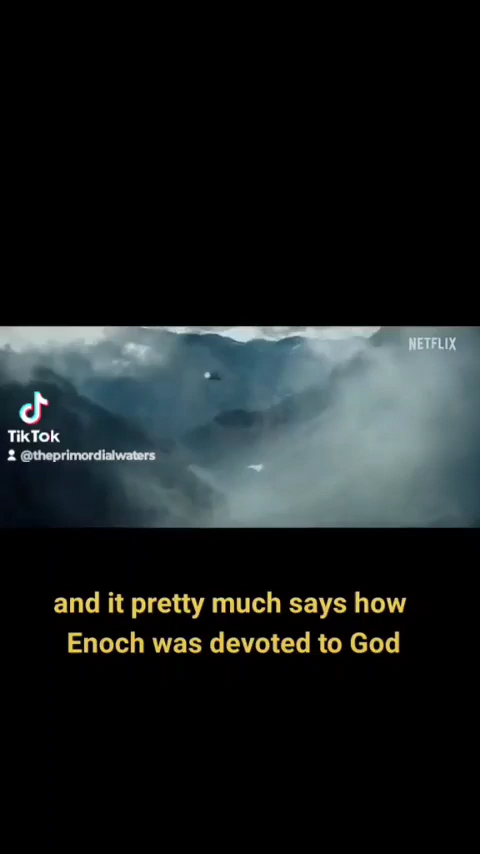 NETFLIX
TikTok
@theprimordialwaters
and it pretty much says how
Enoch was devoted to God